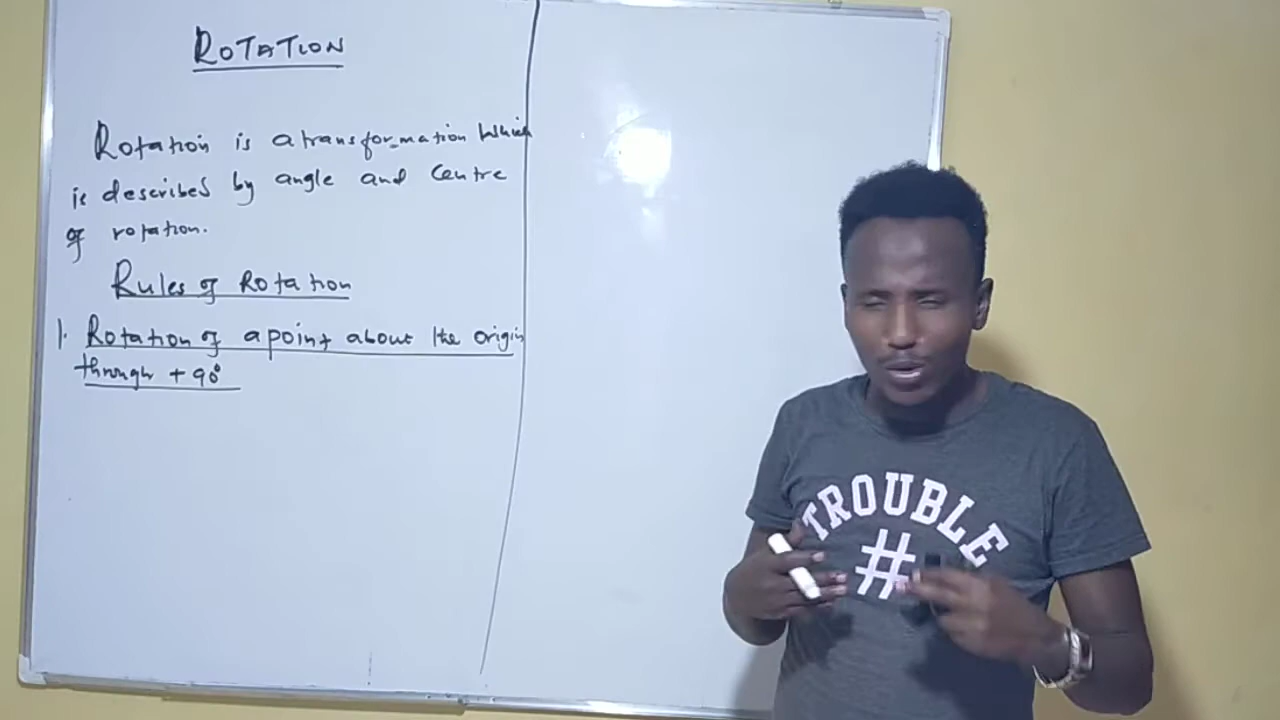 ROTATION
Rotation is a transformation which
is described by angle and centre
of rotation.
Rules of Rotation
1. Rotation of a point about the origin
through +90°
TROUBLE
#